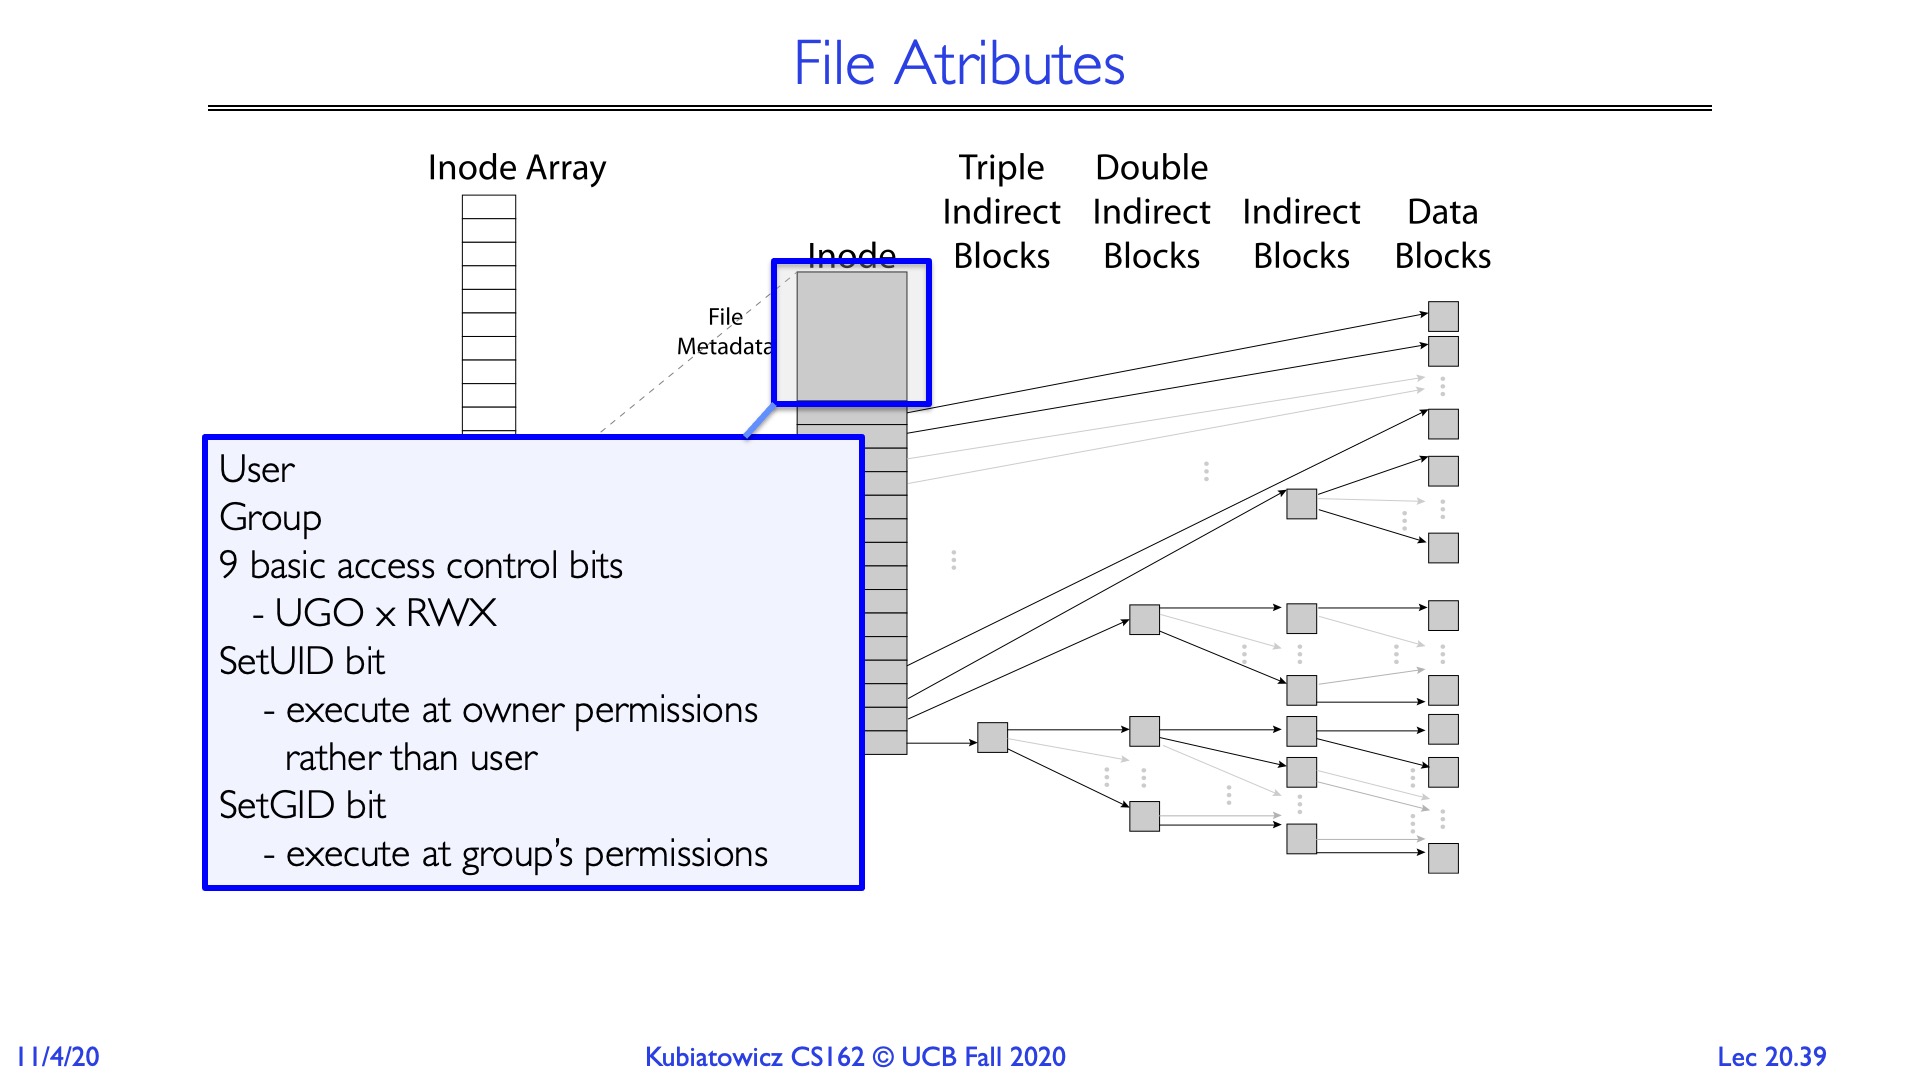 File Atributes
Inode Array
Triple
Indirect
Blocks
Double
Indirect
Blocks
Indirect
Blocks
Data
Blocks
Inode
File
Metadata
User
Group
9 basic access control bits
- UGO x RWX
SetUID bit
- execute at owner permissions
rather than user
SetGID bit
- execute at group’s permissions
11/4/20
Kubiatowicz CS162 © UCB Fall 2020
Lec 20.39